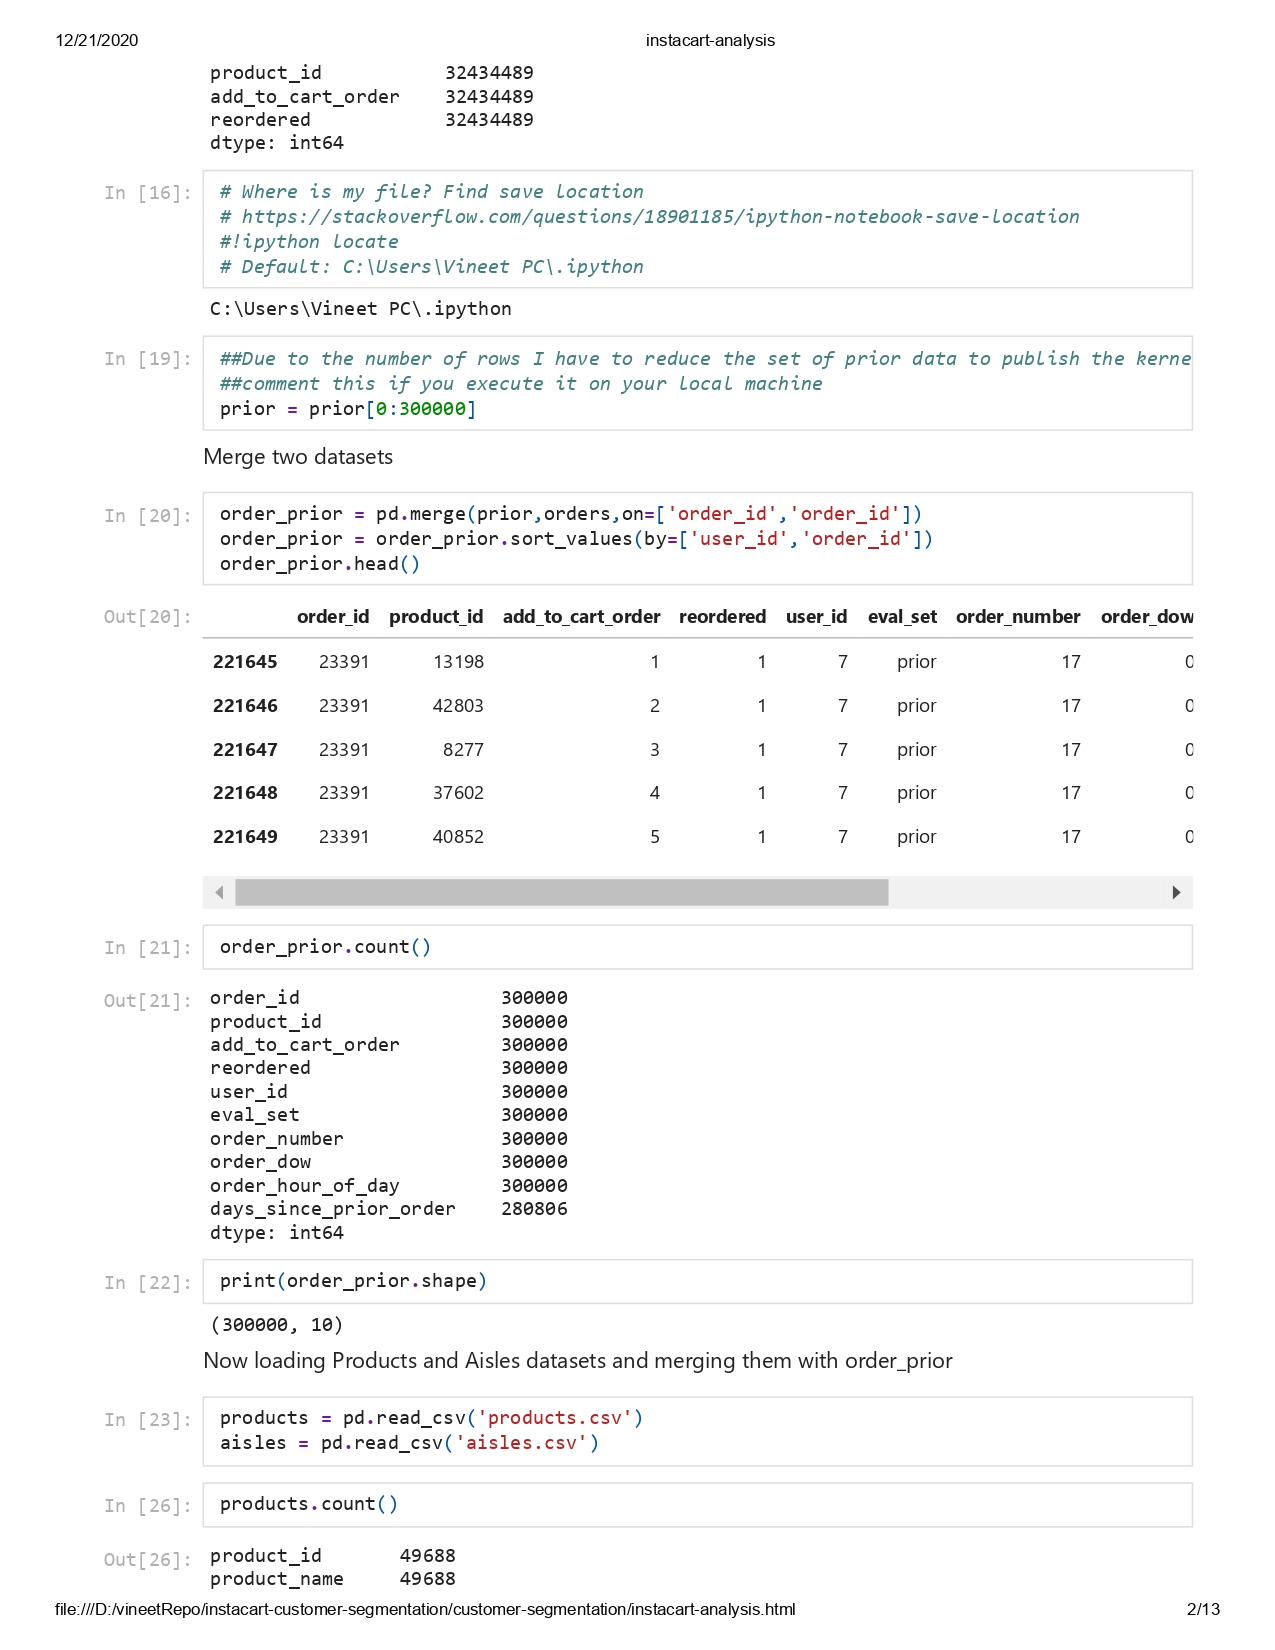 12/21/2020 instacart-analysis
product_id 32434489
add_to_cart_order 32434489
reordered 32434489
dtype: int64
In [16]: # Where is my file? Find save location
# https://stackoverflow.com/questions/18901185/ipython-notebook-save-location
#!ipython locate
# Default: C:\Users\Vineet PC\.ipython
C:\Users\Vineet PC\.ipython
In [19]: ##Due to the number of rows I have to reduce the set of prior data to publish the kerne
##comment this if you execute it on your local machine
prior = prior[0:300000]
Merge two datasets
In [20]: order_prior = pd.merge(prior,orders,on=['order_id','order_id'])
order_prior = order_prior.sort_values(by=['user_id','order_id'])
order_prior.head()
Out[20]: order_id product_id add_to_cart_order reordered user_id eval_set order_number order_dow
221645 23391 13198 1 1 7 prior 17 0
221646 23391 42803 2 1 7 prior 17 0
221647 23391 8277 3 1 7 prior 17 0
221648 23391 37602 4 1 7 prior 17 0
221649 23391 40852 5 1 7 prior 17 0
In [21]: order_prior.count()
Out[21]: order_id 300000
product_id 300000
add_to_cart_order 300000
reordered 300000
user_id 300000
eval_set 300000
order_number 300000
order_dow 300000
order_hour_of_day 300000
days_since_prior_order 280806
dtype: int64
In [22]: print(order_prior.shape)
(300000, 10)
Now loading Products and Aisles datasets and merging them with order_prior
In [23]: products = pd.read_csv('products.csv')
aisles = pd.read_csv('aisles.csv')
In [26]: products.count()
Out[26]: product_id 49688
product_name 49688
file:///D:/vineetRepo/instacart-customer-segmentation/customer-segmentation/instacart-analysis.html 2/13